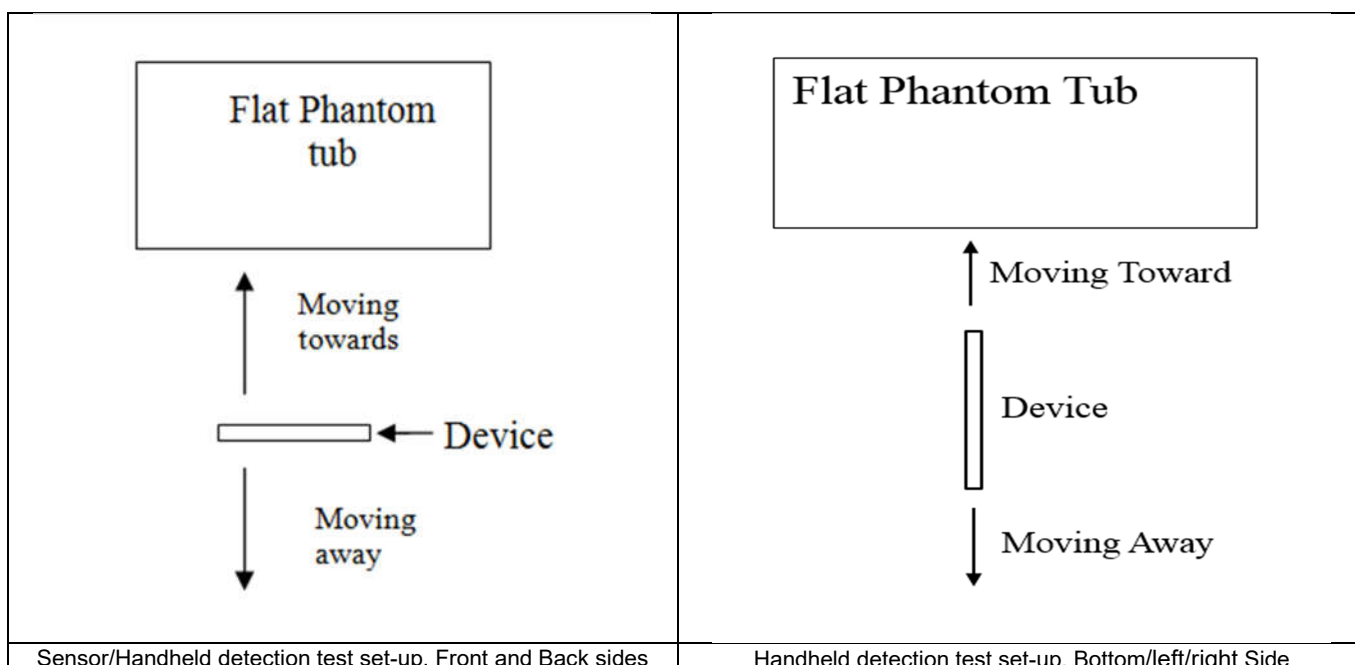 Flat Phantom
tub
Moving
towards
Device
Moving
away
Sensor/Handheld detection test set-up, Front and Back sides
Flat Phantom Tub
Moving Toward
Device
Moving Away
Handheld detection test set-up, Bottom/left/right Side